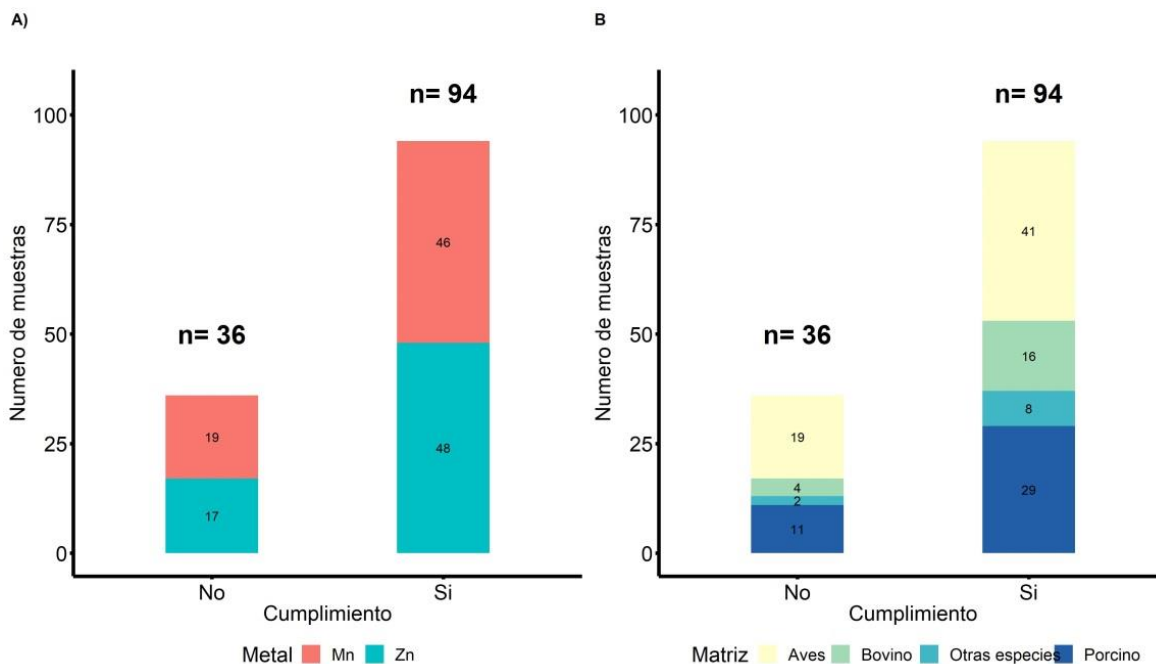 A)
n= 94
100
75
50
25
0
Numero de muestras
46
48
n= 36
19
17
No
Si
Cumplimiento
Metal Mn Zn
B
n= 94
100
75
50
25
0
Numero de muestras
41
16
8
29
n= 36
19
4
2
11
No
Si
Cumplimiento
Matriz Aves Bovino Otras especies Porcino